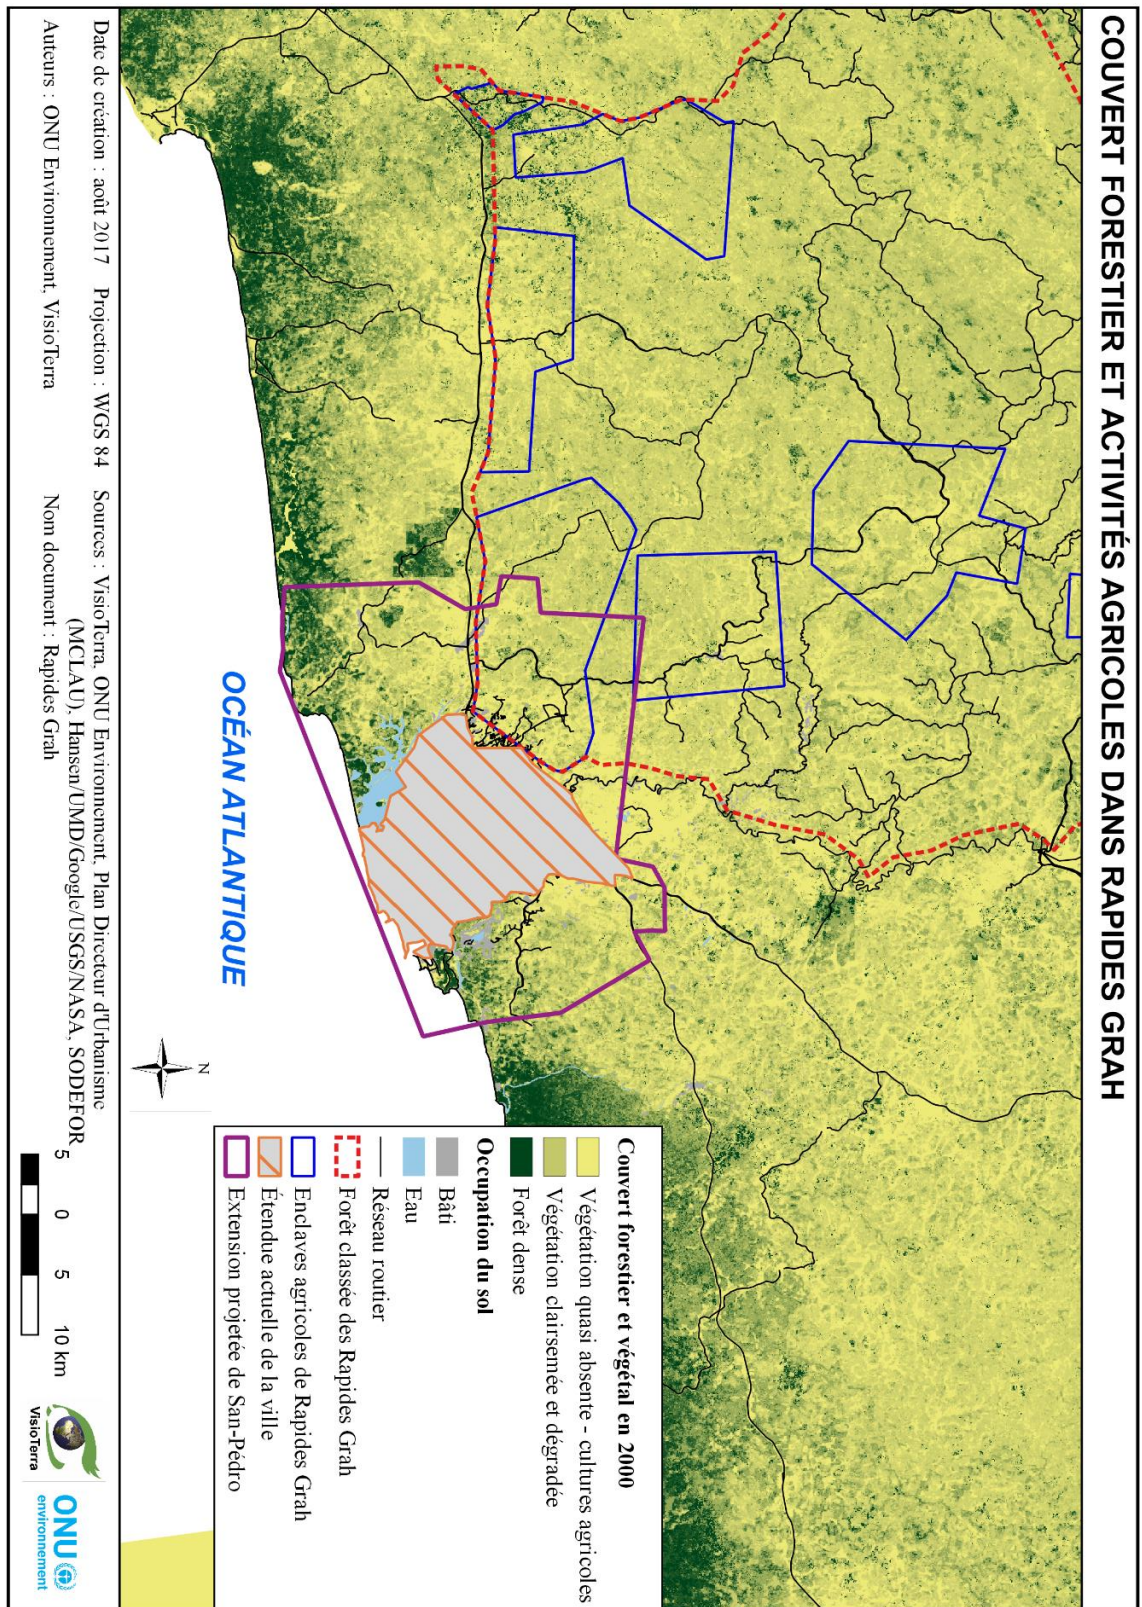 COUVERT FORESTIER ET ACTIVITÉS AGRICOLES DANS RAPIDES GRAH
OCÉAN ATLANTIQUE
N
Couvert forestier et végétal en 2000
Végétation quasi absente - cultures agricoles
Végétation clairsemée et dégradée
Forêt dense
Occupation du sol
Bâti
Eau
Réseau routier
Forêt classée des Rapides Grah
Enclaves agricoles de Rapides Grah
Étendue actuelle de la ville
Extension projetée de San-Pédro
Date de création : août 2017 Projection : WGS 84 Sources : VisioTerra, ONU Environnement, Plan Directeur d'Urbanisme
(MCLAU), Hansen/UMD/Google/USGS/NASA, SODEFOR
Auteurs : ONU Environnement, VisioTerra Nom document : Rapides Grah
5 0 5 10 km
VisioTerra
ONU
environnement